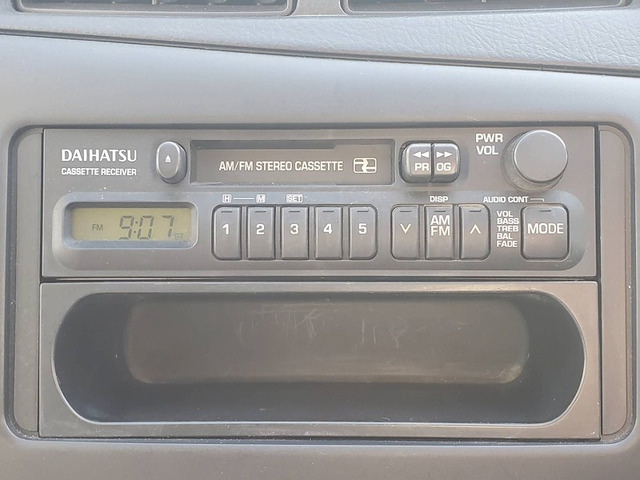 DAIHATSU
CASSETTE RECEIVER
AM/FM STEREO CASSETTE
PR OG
PWR
VOL
FM 9:07 ST
H M SET
1 2 3 4 5
DISP
AM
FM
AUDIO CONT
VOL
BASS
TREB
BAL
FADE
MODE